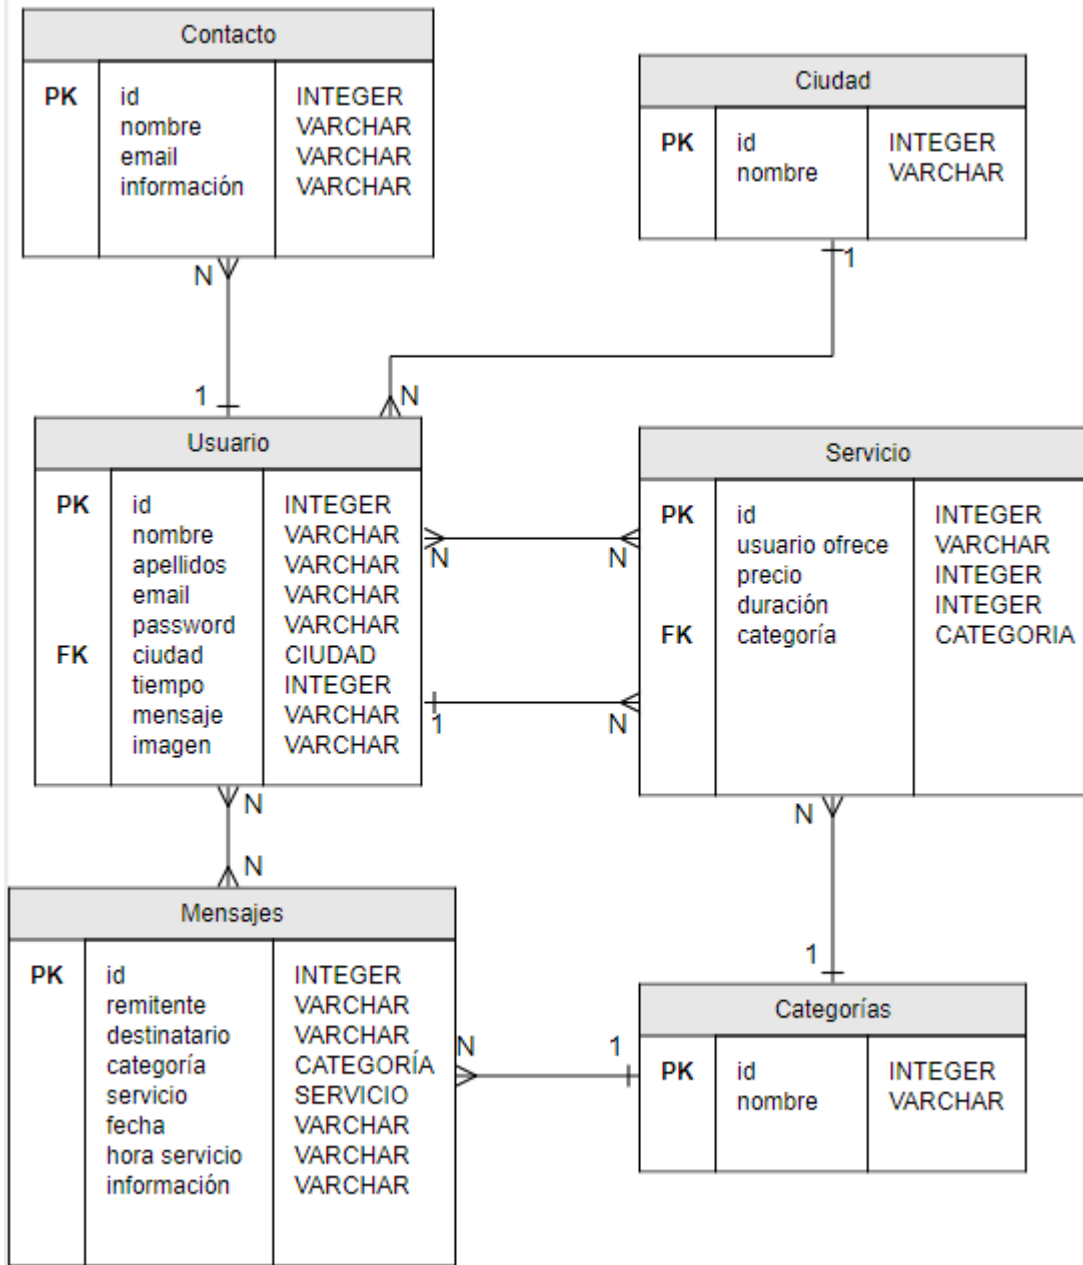 Contacto
PK id INTEGER
nombre VARCHAR
email VARCHAR
información VARCHAR
N
1
Ciudad
PK id INTEGER
nombre VARCHAR
1
N
Usuario
PK id INTEGER
nombre VARCHAR
apellidos VARCHAR
email VARCHAR
password VARCHAR
FK ciudad CIUDAD
tiempo INTEGER
mensaje VARCHAR
imagen VARCHAR
N N
1 N
Servicio
PK id INTEGER
usuario ofrece VARCHAR
precio INTEGER
duración INTEGER
FK categoría CATEGORIA
N
N
N
1
Mensajes
PK id INTEGER
remitente VARCHAR
destinatario VARCHAR
categoría CATEGORÍA
servicio SERVICIO
fecha VARCHAR
hora servicio VARCHAR
información VARCHAR
N 1
Categorías
PK id INTEGER
nombre VARCHAR